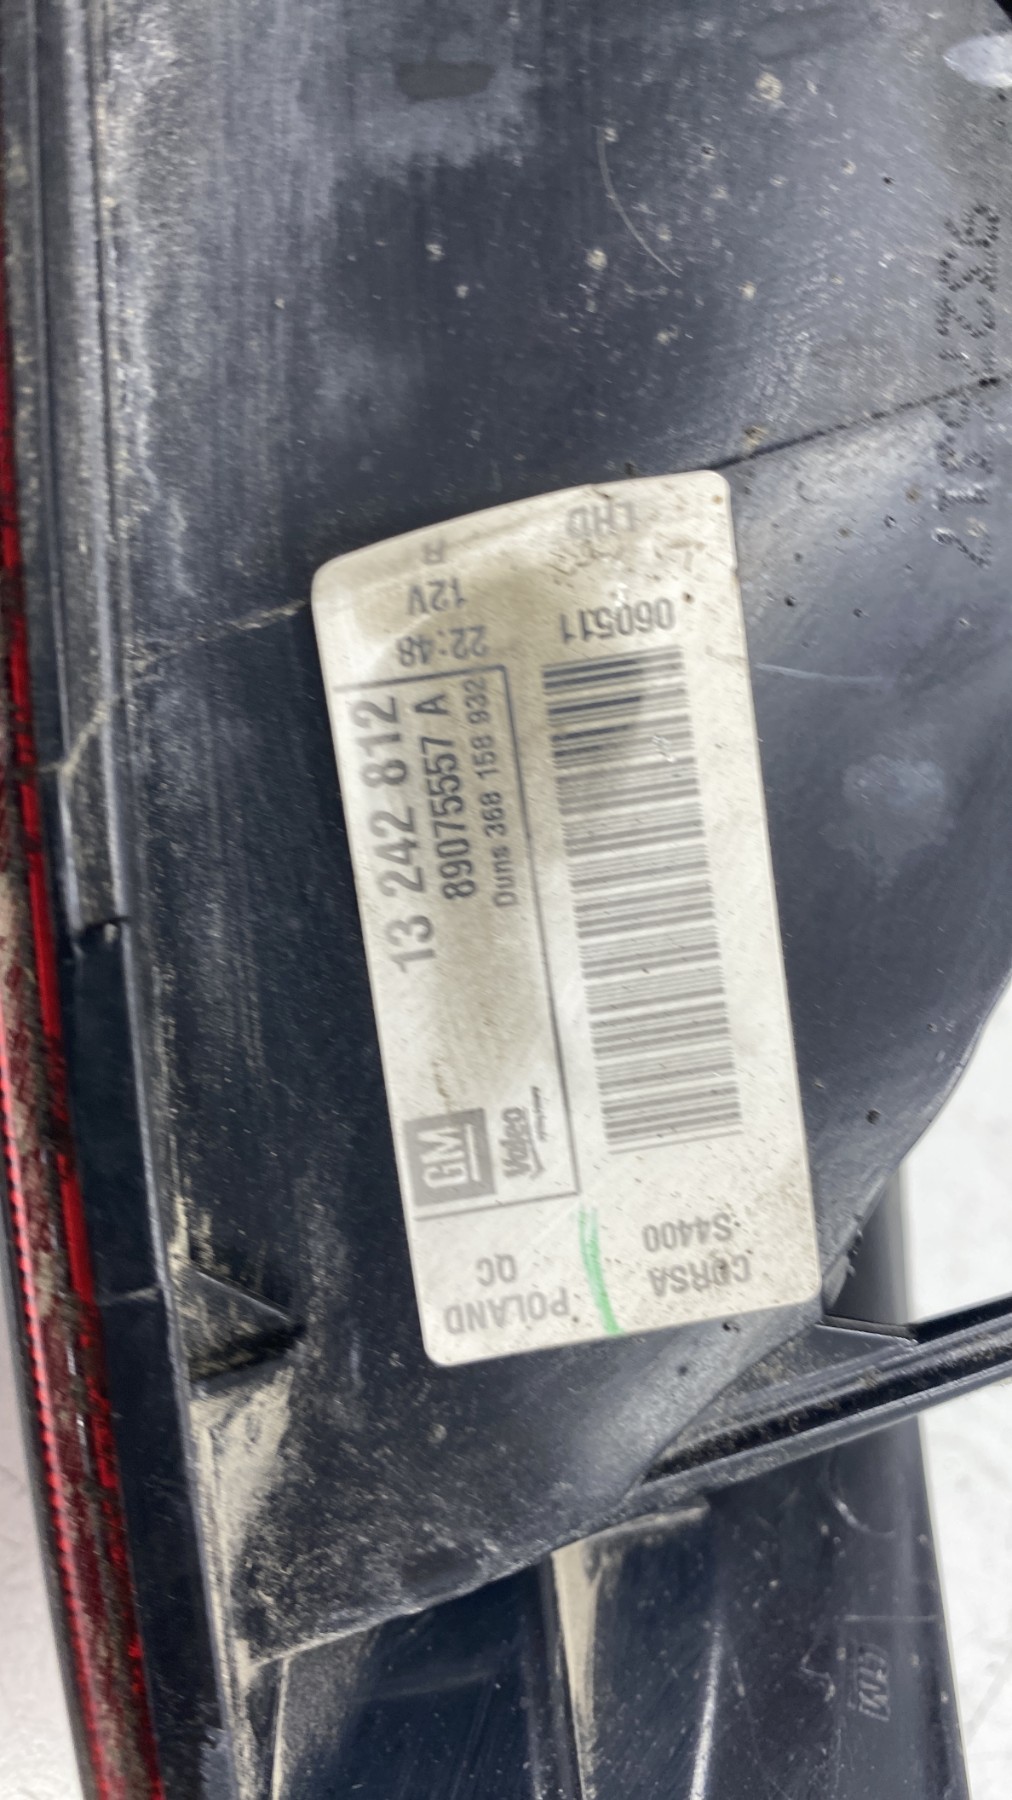 13 242 812
89075557 A
Duns 368 158 932
GM
Valeo
22:48
12V
R
LHD
060511
CORSA
S4400
POLAND
QC